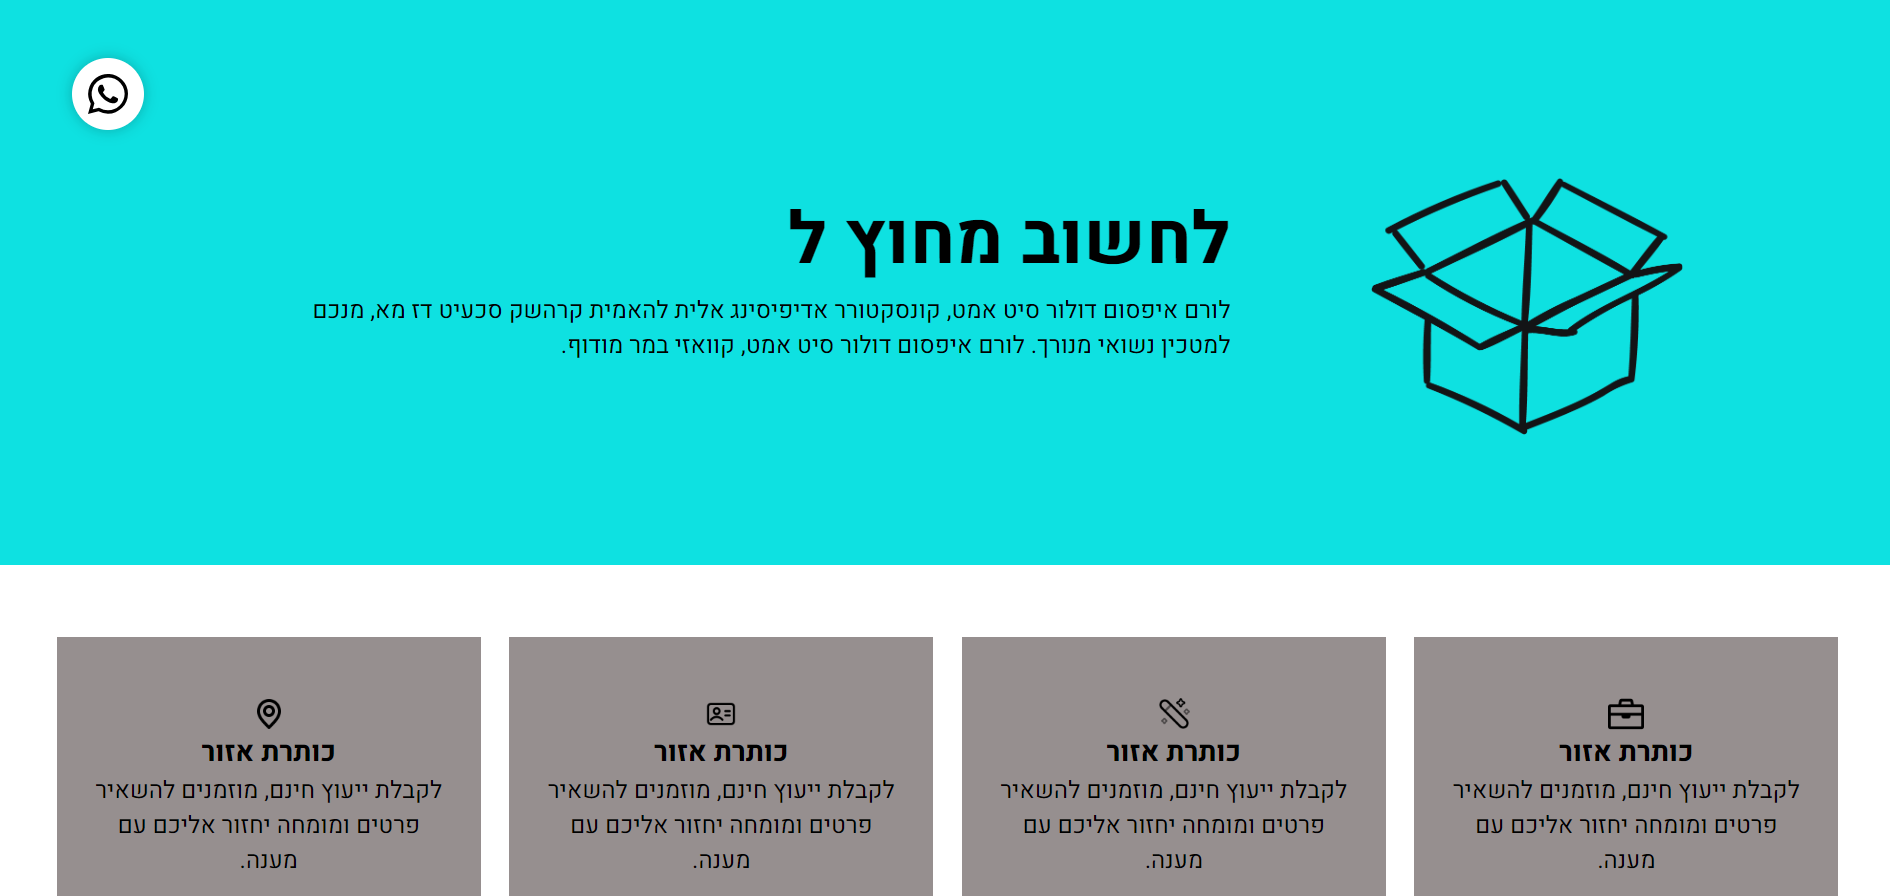 לחשוב מחוץ ל
לורם איפסום דולור סיט אמט, קונסקטורר אדיפיסינג אלית להאמית קרהשק סכעיט דז מא, מנכם
למטכין נשואי מנורך. לורם איפסום דולור סיט אמט, קוואזי במר מודוף.
כותרת אזור
לקבלת ייעוץ חינם, מוזמנים להשאיר
פרטים ומומחה יחזור אליכם עם
מענה.
כותרת אזור
לקבלת ייעוץ חינם, מוזמנים להשאיר
פרטים ומומחה יחזור אליכם עם
מענה.
כותרת אזור
לקבלת ייעוץ חינם, מוזמנים להשאיר
פרטים ומומחה יחזור אליכם עם
מענה.
כותרת אזור
לקבלת ייעוץ חינם, מוזמנים להשאיר
פרטים ומומחה יחזור אליכם עם
מענה.